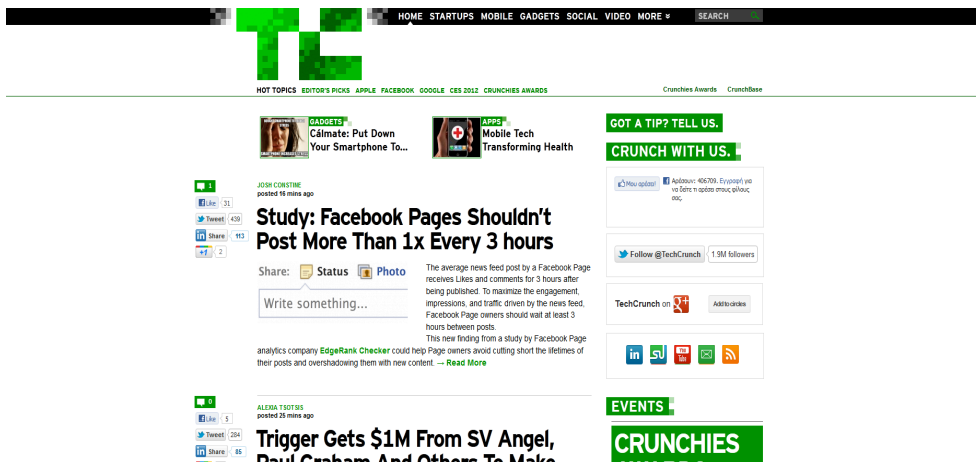 HOME STARTUPS MOBILE GADGETS SOCIAL VIDEO MORE SEARCH
TC
HOT TOPICS EDITOR'S PICKS APPLE FACEBOOK GOOGLE CES 2012 CRUNCHIES AWARDS
Crunchies Awards CrunchBase
GADGETS
Cálmate: Put Down
Your Smartphone To...
APPS
Mobile Tech
Transforming Health
GOT A TIP? TELL US.
CRUNCH WITH US.
Μου αρέσει!
Αρέσουν: 406709. Εγγραφή για
να δείτε τι αρέσει στους φίλους
σας.
Follow @TechCrunch 1.9M followers
TechCrunch on Add to circles
1
Like 31
Tweet 439
Share 113
+1 2
JOSH CONSTINE
posted 16 mins ago
Study: Facebook Pages Shouldn't
Post More Than 1x Every 3 hours
Share: Status Photo
Write something...
The average news feed post by a Facebook Page
receives Likes and comments for 3 hours after
being published. To maximize the engagement,
impressions, and traffic driven by the news feed,
Facebook Page owners should wait at least 3
hours between posts.
This new finding from a study by Facebook Page
analytics company EdgeRank Checker could help Page owners avoid cutting short the lifetimes of
their posts and overshadowing them with new content. → Read More
EVENTS
CRUNCHIES
0
Like 5
Tweet 284
Share 85
ALEXIA TSOTSIS
posted 25 mins ago
Trigger Gets $1M From SV Angel,
Paul Graham And Others To Make